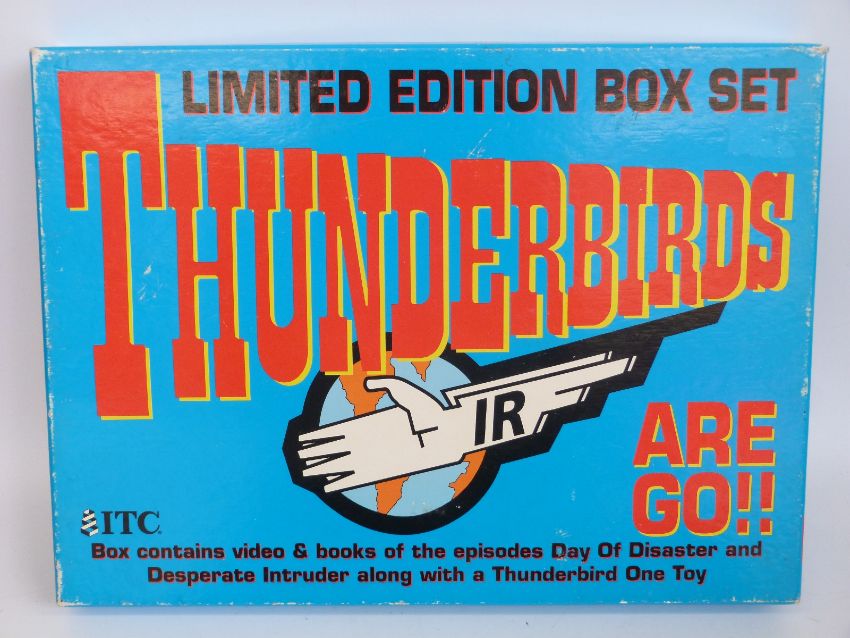 LIMITED EDITION BOX SET
THUNDERBIRDS
IR
ARE
GO!!
ITC
Box contains video & books of the episodes Day Of Disaster and
Desperate Intruder along with a Thunderbird One Toy